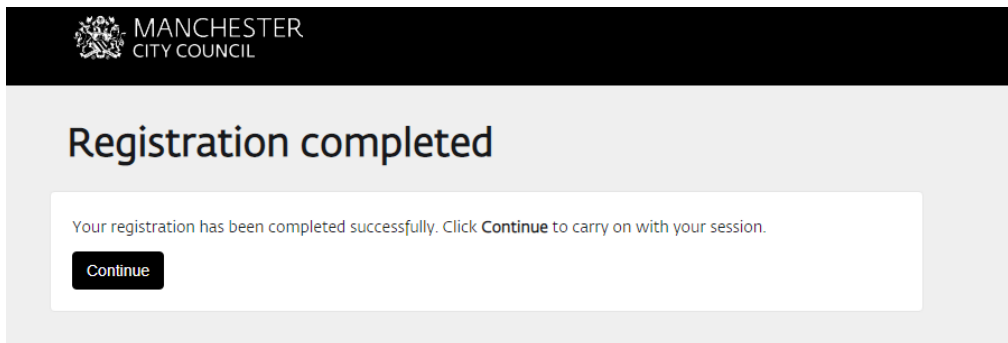 MANCHESTER
CITY COUNCIL
Registration completed
Your registration has been completed successfully. Click Continue to carry on with your session.
Continue